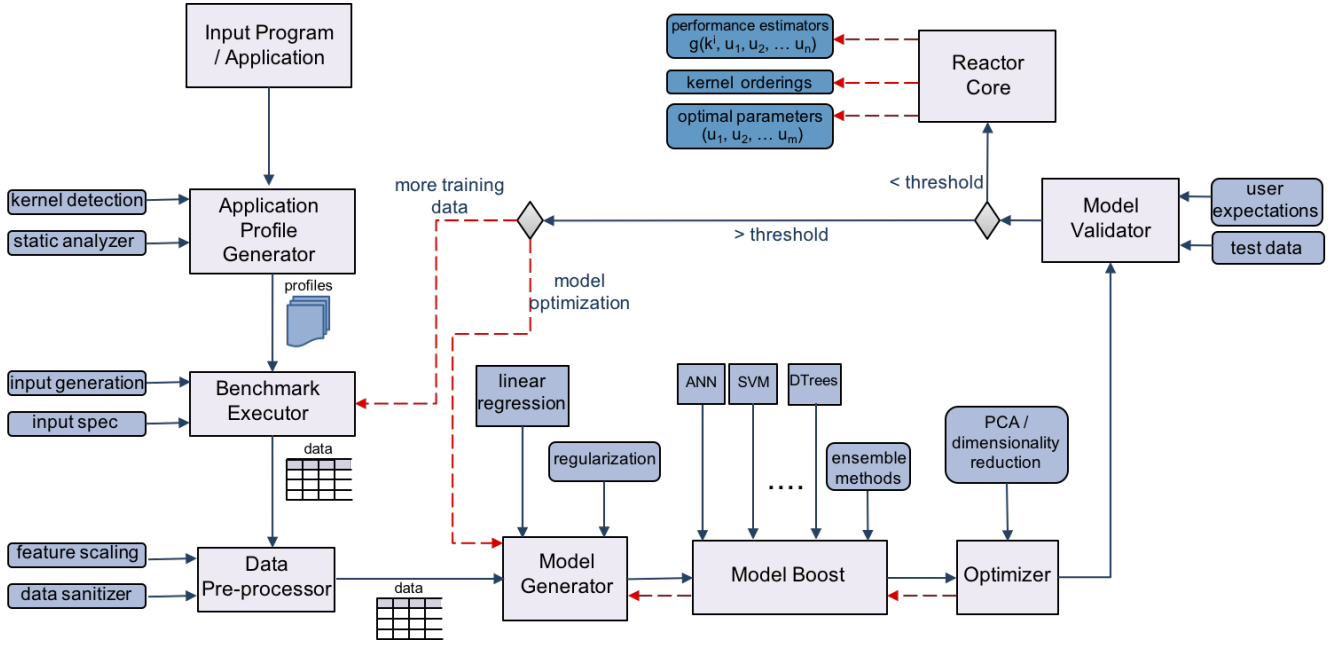 Input Program
/ Application
performance estimators
g(kⁱ, u₁, u₂, … uₙ)
kernel orderings
optimal parameters
(u₁, u₂, … uₘ)
Reactor
Core
more training
data
< threshold
> threshold
Model
Validator
user
expectations
test data
kernel detection
static analyzer
Application
Profile
Generator
profiles
model
optimization
input generation
input spec
Benchmark
Executor
data
linear
regression
regularization
ANN
SVM
DTrees
....
ensemble
methods
PCA /
dimensionality
reduction
feature scaling
data sanitizer
Data
Pre-processor
data
Model
Generator
Model Boost
Optimizer